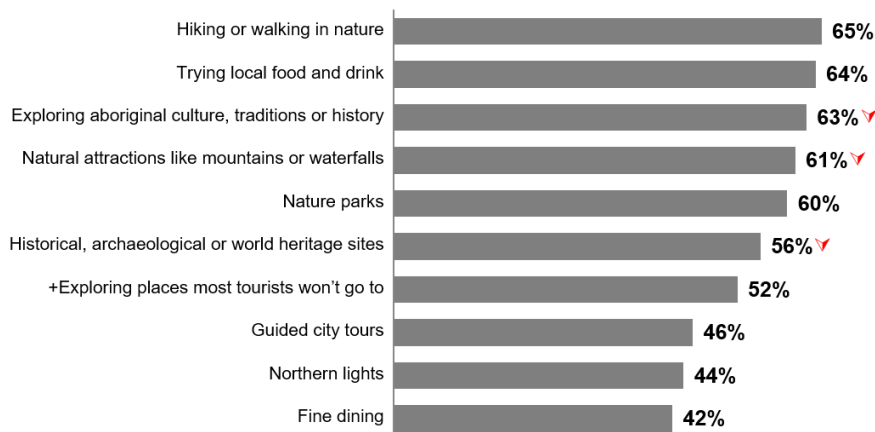 Hiking or walking in nature 65%
Trying local food and drink 64%
Exploring aboriginal culture, traditions or history 63%
Natural attractions like mountains or waterfalls 61%
Nature parks 60%
Historical, archaeological or world heritage sites 56%
+Exploring places most tourists won’t go to 52%
Guided city tours 46%
Northern lights 44%
Fine dining 42%